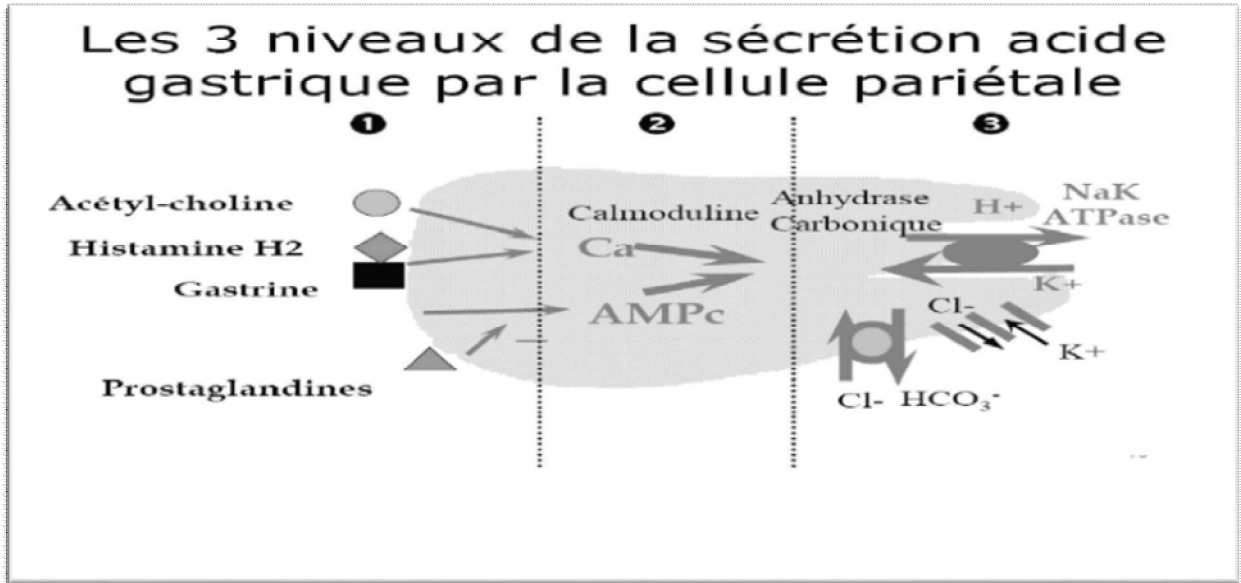 Les 3 niveaux de la sécrétion acide
gastrique par la cellule pariétale
❶ ❷ ❸
Acétyl-choline
Histamine H2
Gastrine
Prostaglandines
Calmoduline
Ca
AMPc
Anhydrase
Carbonique
H+
NaK
ATPase
K+
Cl-
K+
Cl- HCO₃⁻